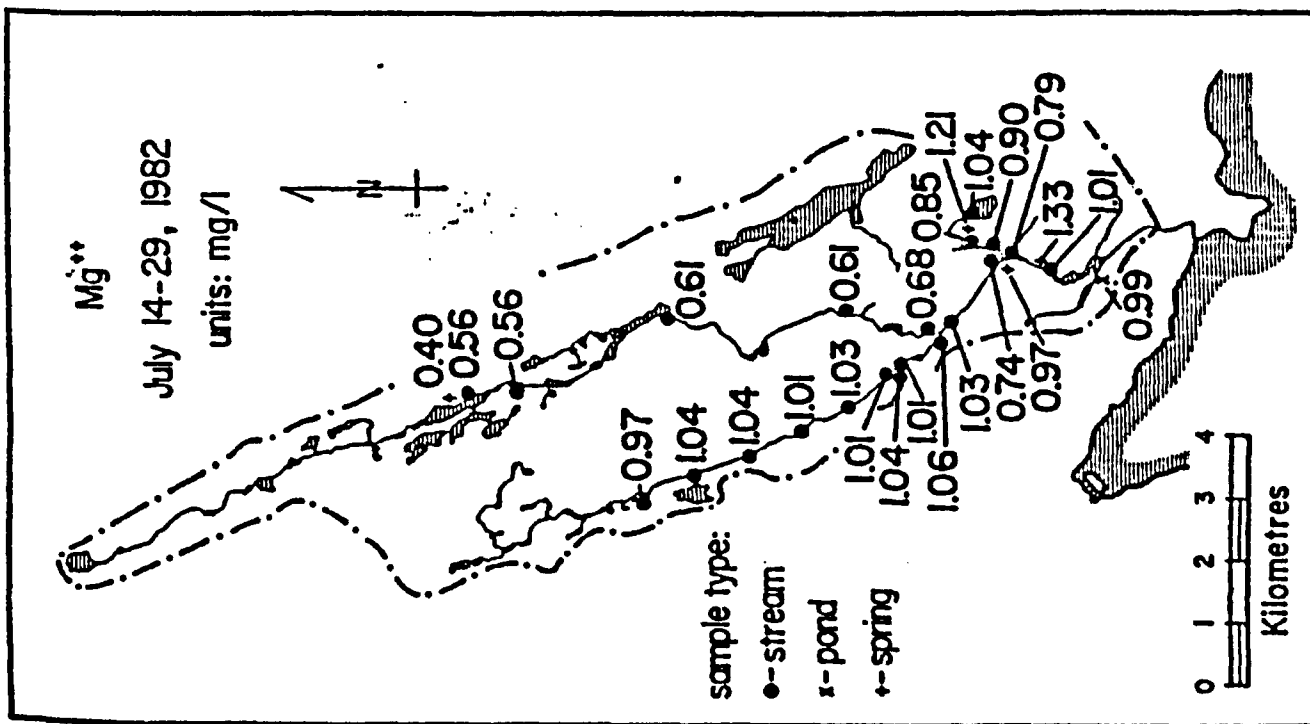 Mg++
July 14-29, 1982
units: mg/l
N
0.40
0.56
0.56
0.61
0.61
0.68
0.85
1.21
1.04
0.90
0.79
1.33
1.01
0.99
0.97
0.74
1.03
1.06
1.01
1.04
1.01
1.03
1.01
1.04
1.04
0.97
sample type:
●-stream
x-pond
+-spring
0 1 2 3 4
Kilometres